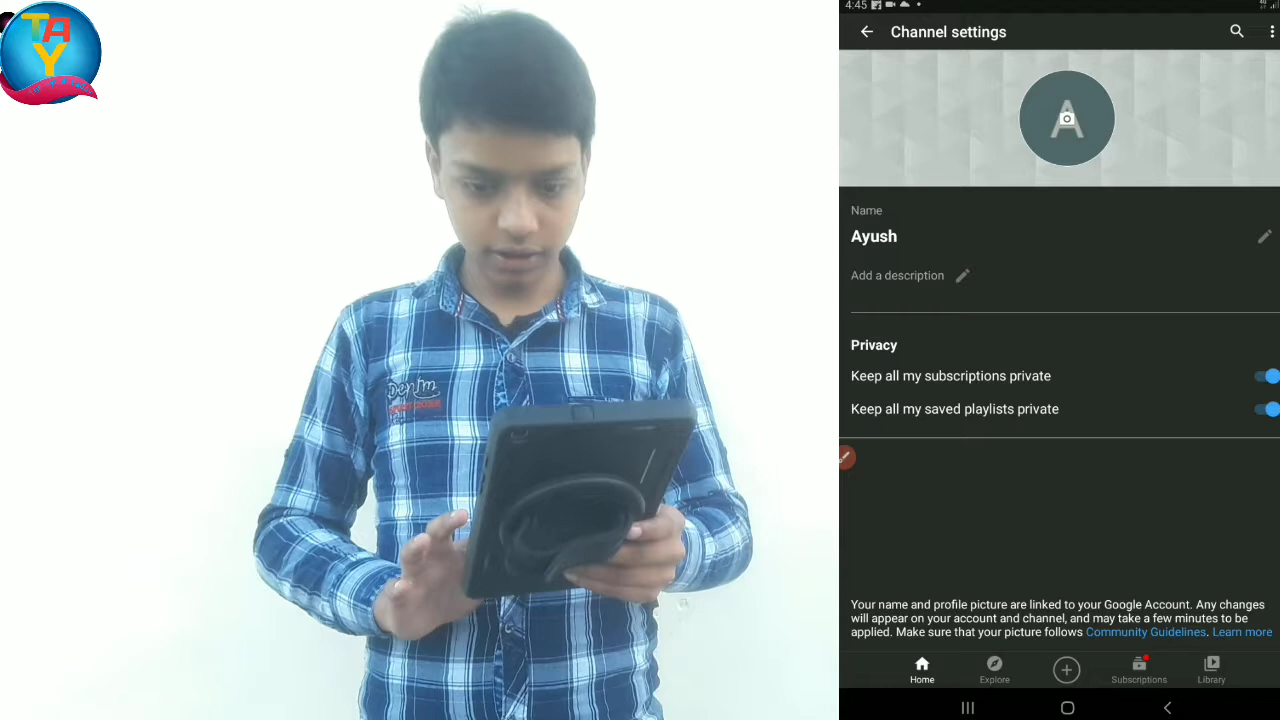 TAY
4:45
Channel settings
A
Name
Ayush
Add a description
Privacy
Keep all my subscriptions private
Keep all my saved playlists private
Your name and profile picture are linked to your Google Account. Any changes
will appear on your account and channel, and may take a few minutes to be
applied. Make sure that your picture follows Community Guidelines. Learn more
Home
Explore
Subscriptions
Library